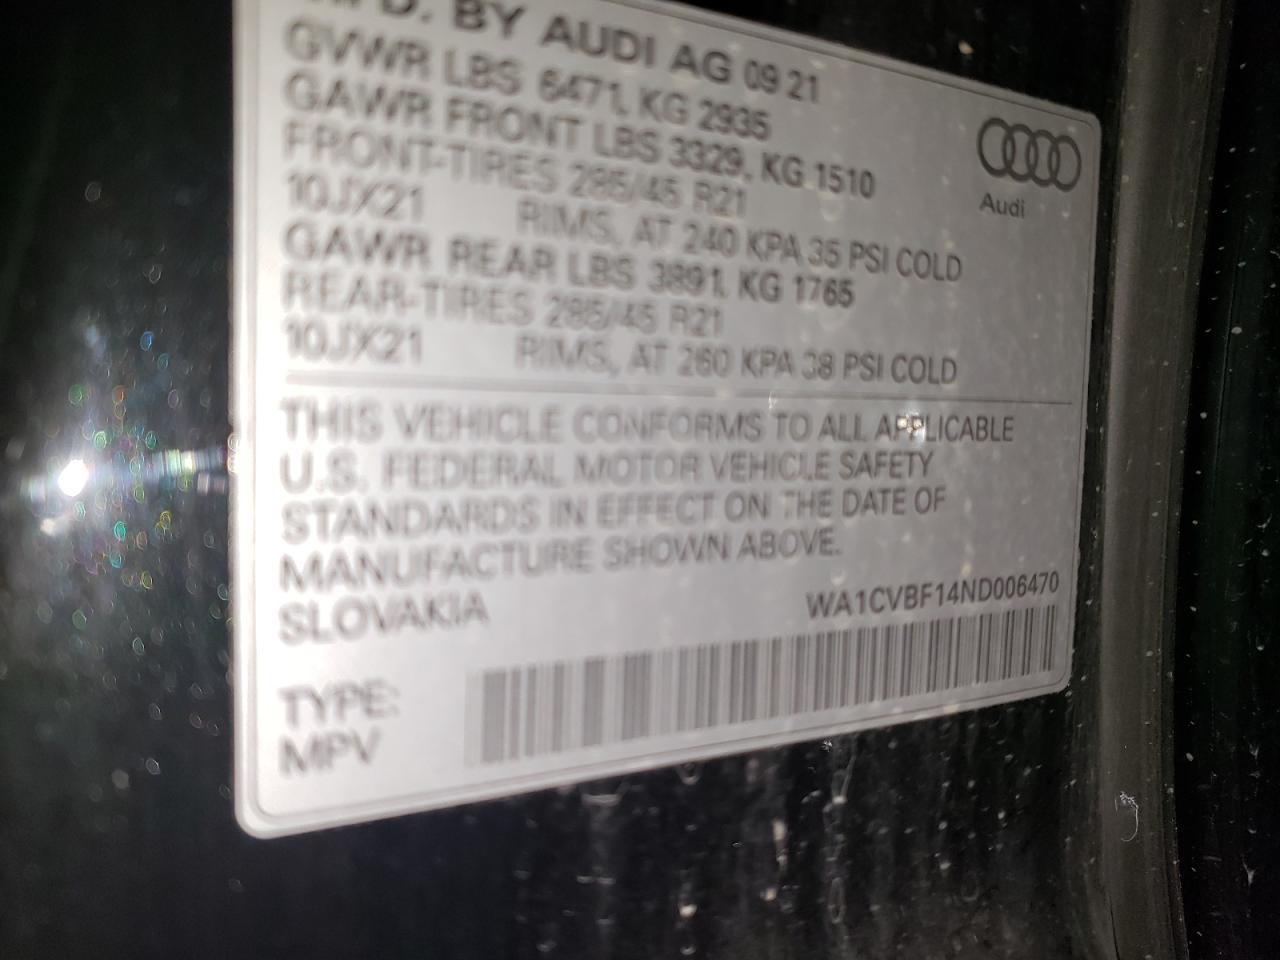 MFD. BY AUDI AG 09 21
GVWR LBS 6471, KG 2935
GAWR FRONT LBS 3329, KG 1510
FRONT-TIRES 285/45 R21
10JX21 RIMS, AT 240 KPA 35 PSI COLD
GAWR REAR LBS 3891, KG 1765
REAR-TIRES 285/45 R21
10JX21 RIMS, AT 260 KPA 38 PSI COLD
Audi
THIS VEHICLE CONFORMS TO ALL APPLICABLE
U.S. FEDERAL MOTOR VEHICLE SAFETY
STANDARDS IN EFFECT ON THE DATE OF
MANUFACTURE SHOWN ABOVE.
SLOVAKIA
WA1CVBF14ND006470
TYPE:
MPV